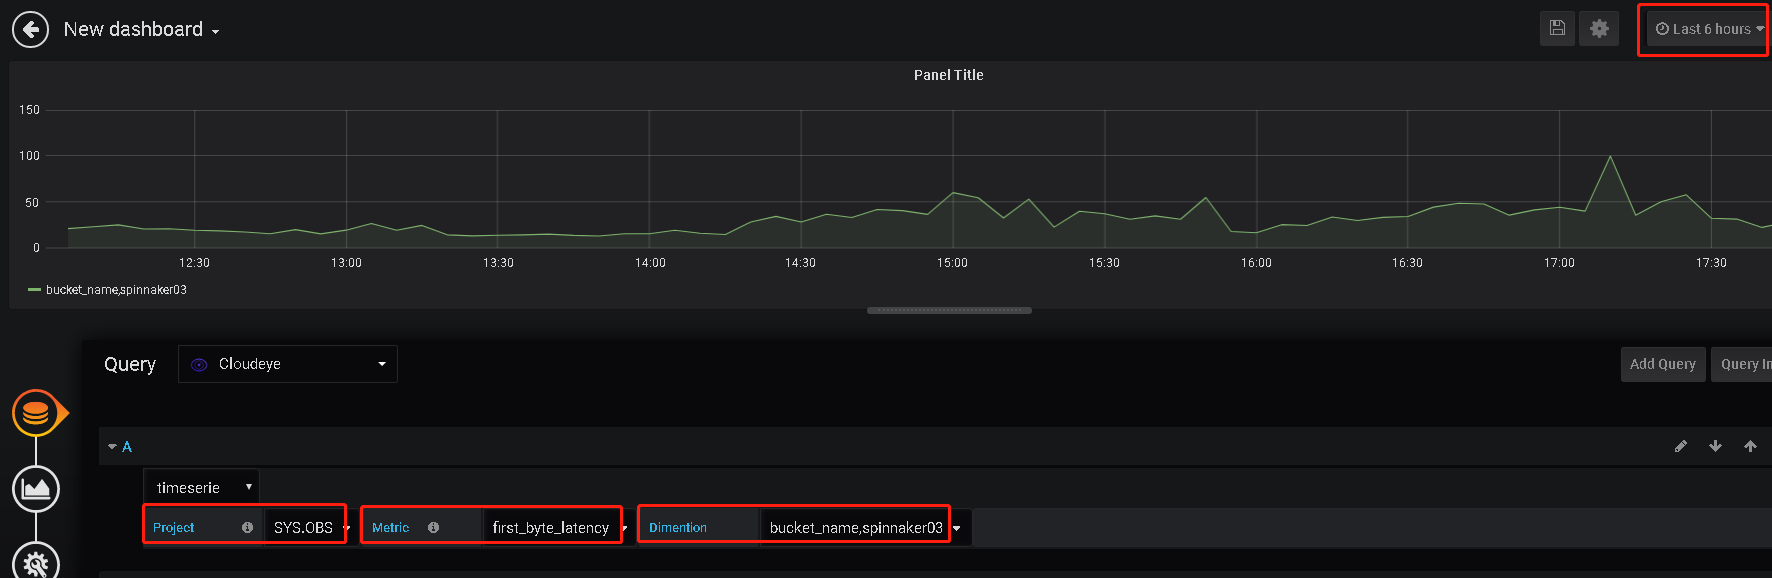 New dashboard
Last 6 hours
Panel Title
150
100
50
0
12:30 13:00 13:30 14:00 14:30 15:00 15:30 16:00 16:30 17:00 17:30
bucket_name,spinnaker03
Query Cloudeye Add Query Query In
A
timeserie
Project SYS.OBS Metric first_byte_latency Dimention bucket_name,spinnaker03